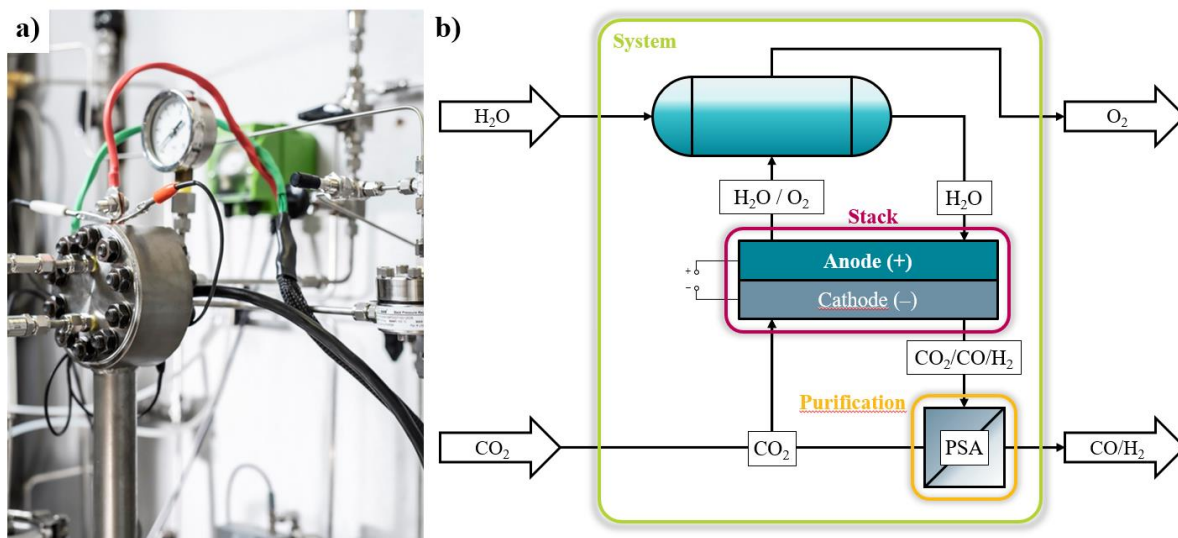 a)
b)
System
H₂O
O₂
H₂O / O₂
H₂O
Stack
Anode (+)
+
−
Cathode (–)
CO₂/CO/H₂
Purification
CO₂
CO₂
PSA
CO/H₂